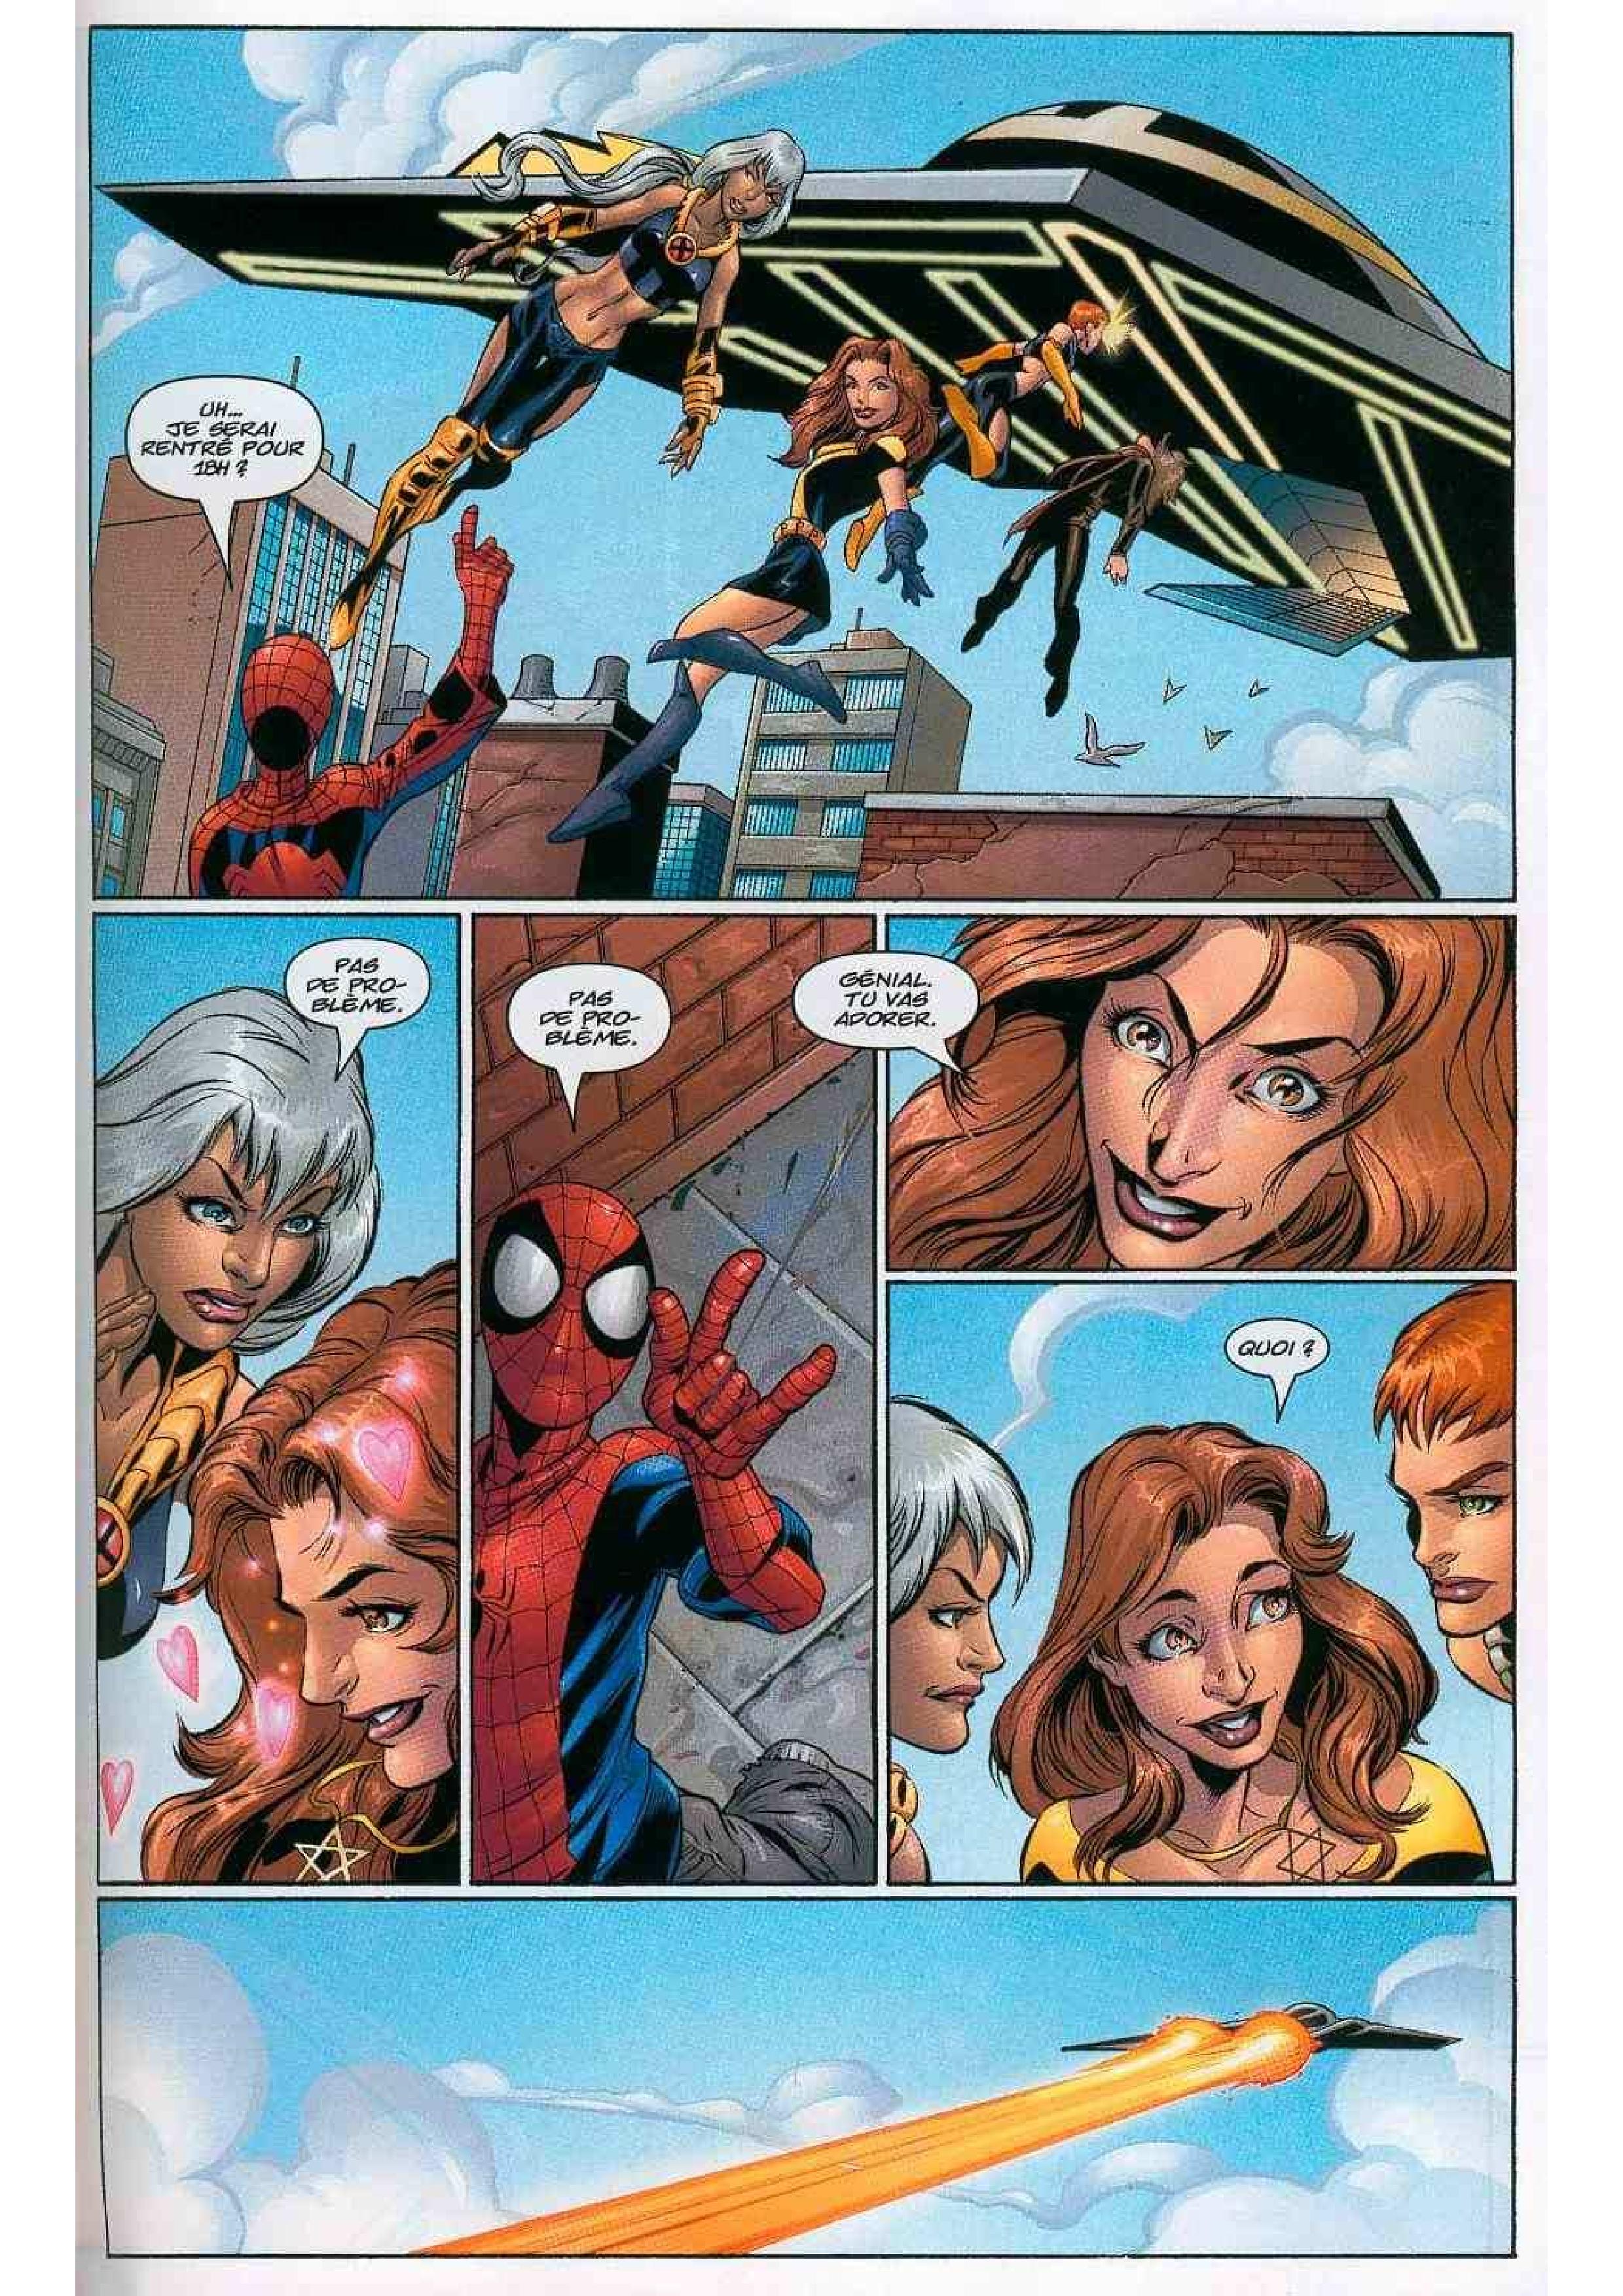 UH...
JE SERAI
RENTRÉ POUR
18H ?
PAS
DE PRO-
BLÈME.
PAS
DE PRO-
BLÈME.
GÉNIAL.
TU VAS
ADORER.
QUOI ?